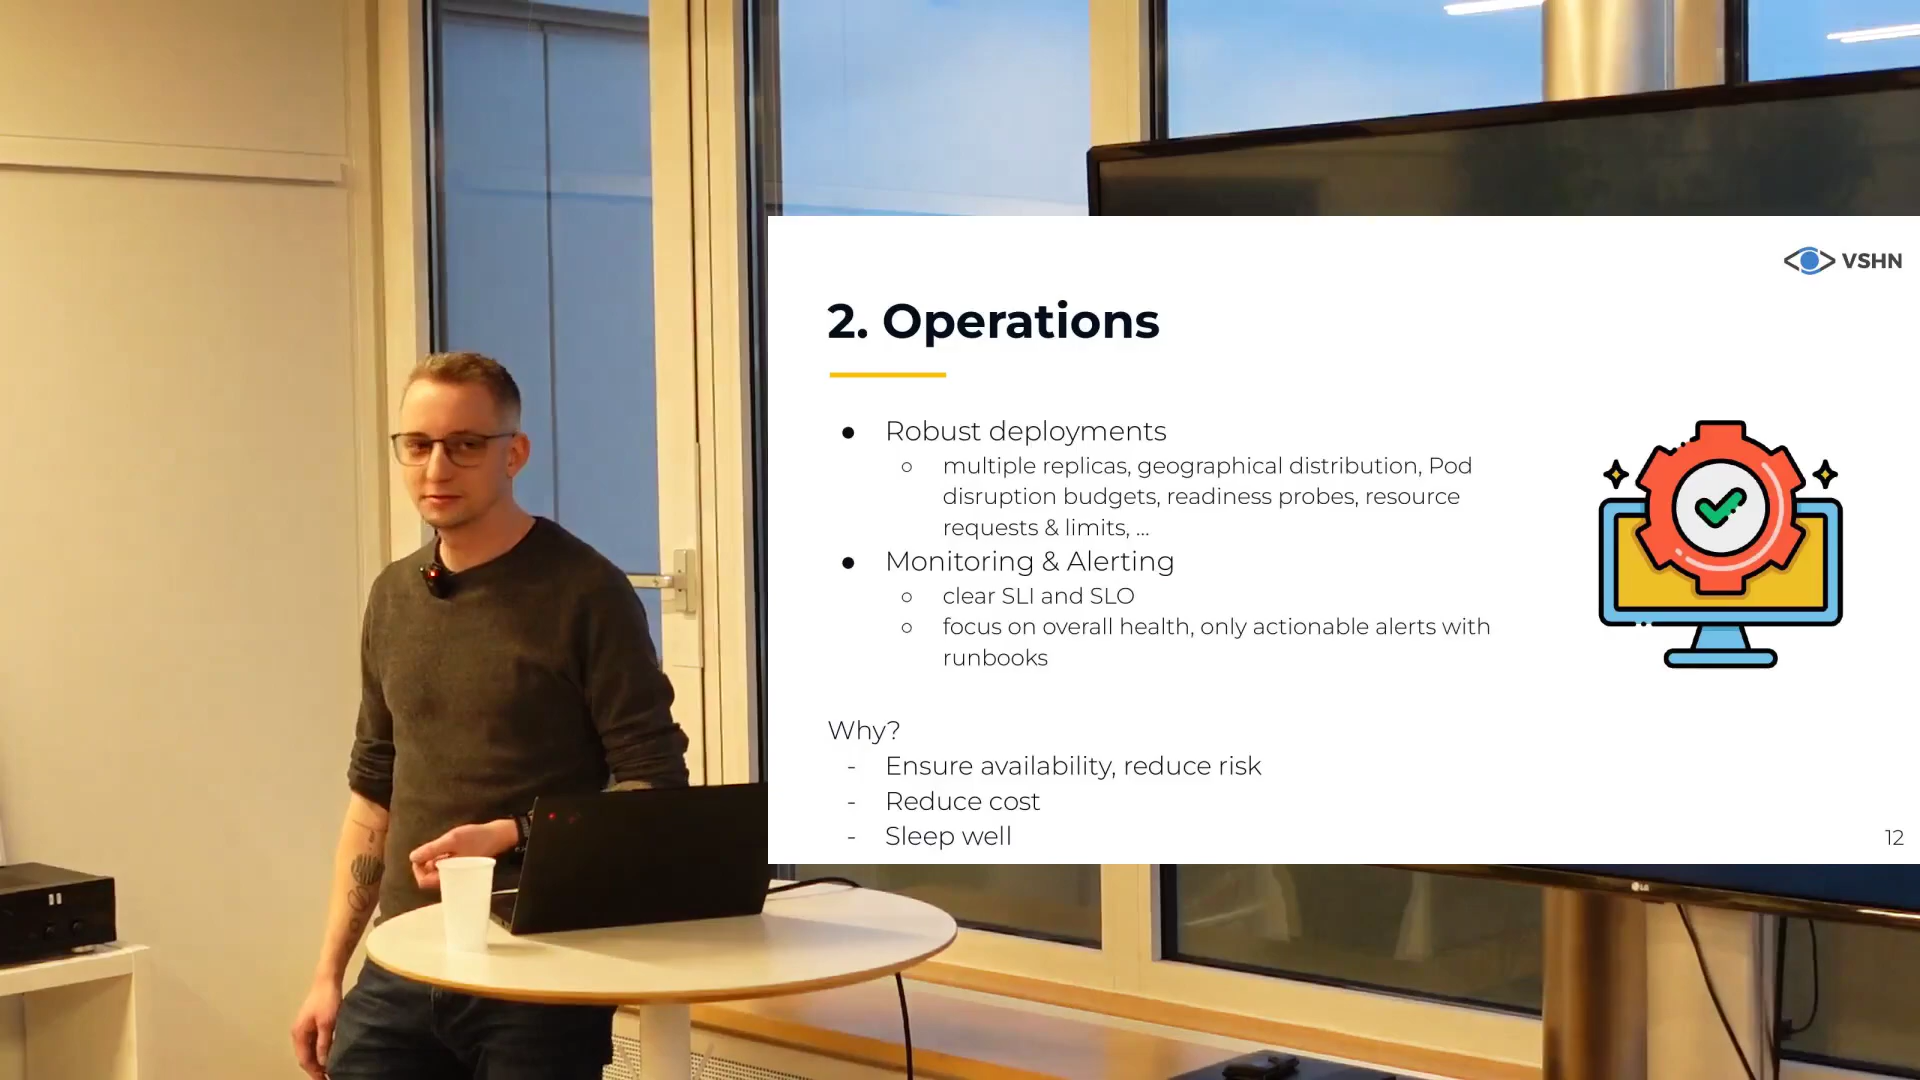 VSHN
2. Operations
● Robust deployments
○ multiple replicas, geographical distribution, Pod
disruption budgets, readiness probes, resource
requests & limits, ...
● Monitoring & Alerting
○ clear SLI and SLO
○ focus on overall health, only actionable alerts with
runbooks
Why?
- Ensure availability, reduce risk
- Reduce cost
- Sleep well
12
LG